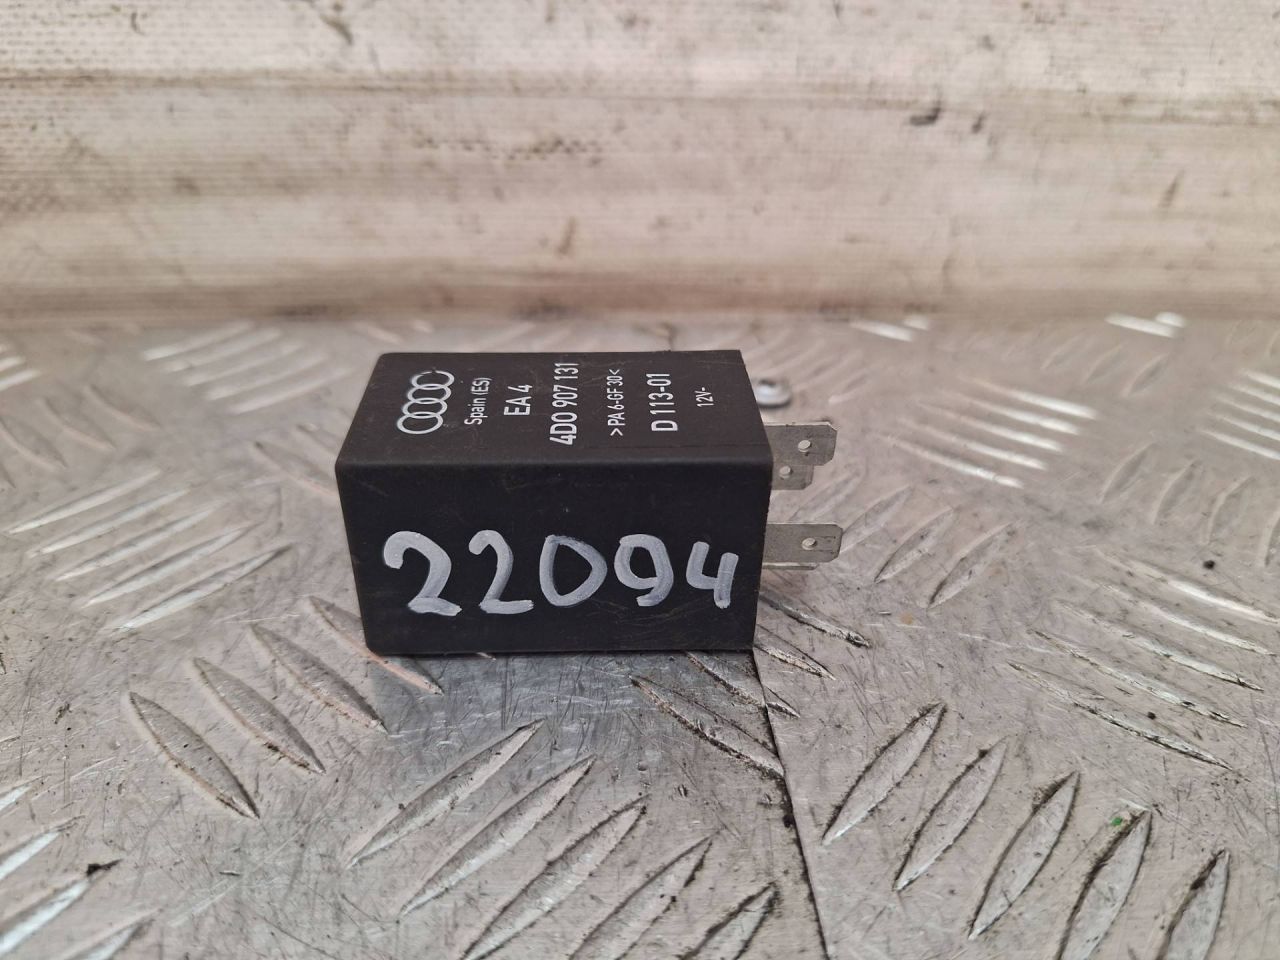 Spain (ES)
EA 4
4D0 907 131
>PA 6-GF 30<
D 113-01
12V-
22094